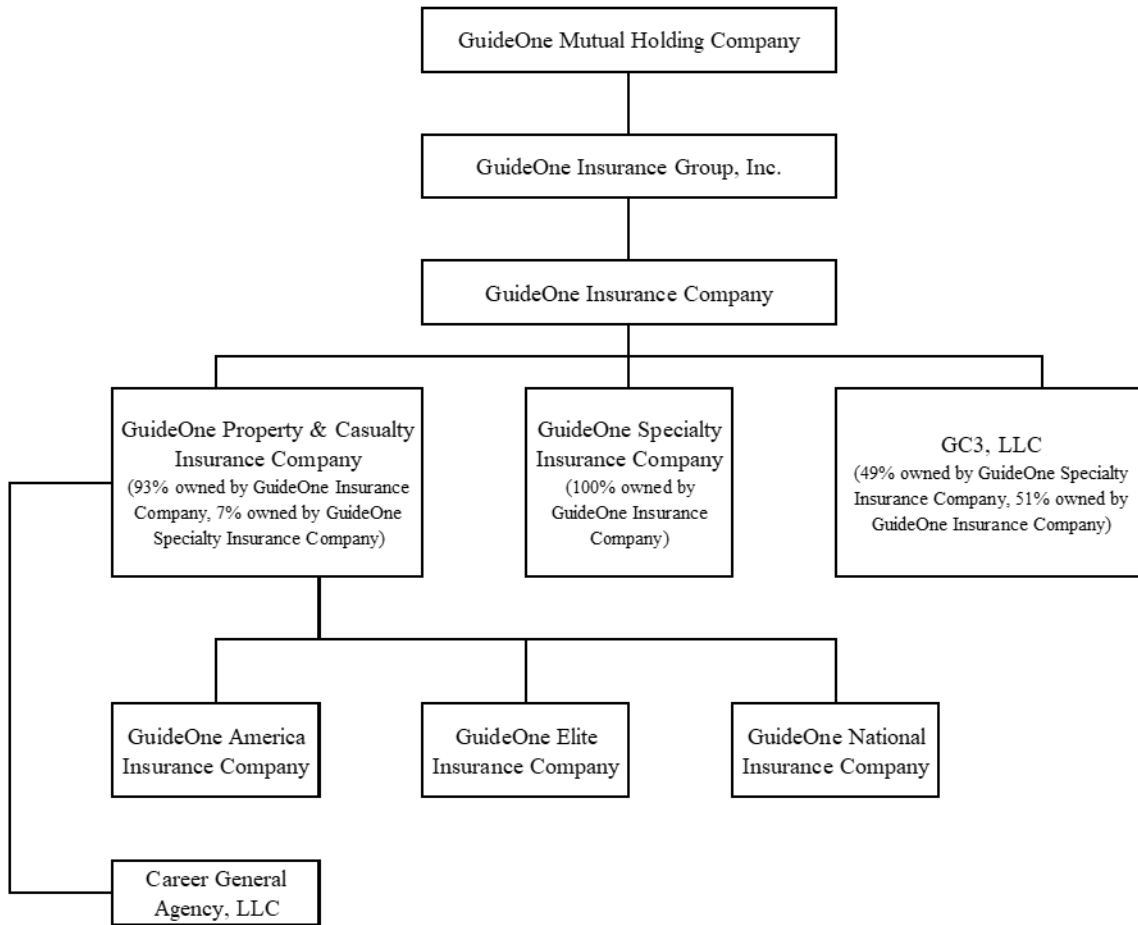 GuideOne Mutual Holding Company
GuideOne Insurance Group, Inc.
GuideOne Insurance Company
GuideOne Property & Casualty
Insurance Company
(93% owned by GuideOne Insurance
Company, 7% owned by GuideOne
Specialty Insurance Company)
GuideOne Specialty
Insurance Company
(100% owned by
GuideOne Insurance
Company)
GC3, LLC
(49% owned by GuideOne Specialty
Insurance Company, 51% owned by
GuideOne Insurance Company)
GuideOne America
Insurance Company
GuideOne Elite
Insurance Company
GuideOne National
Insurance Company
Career General
Agency, LLC